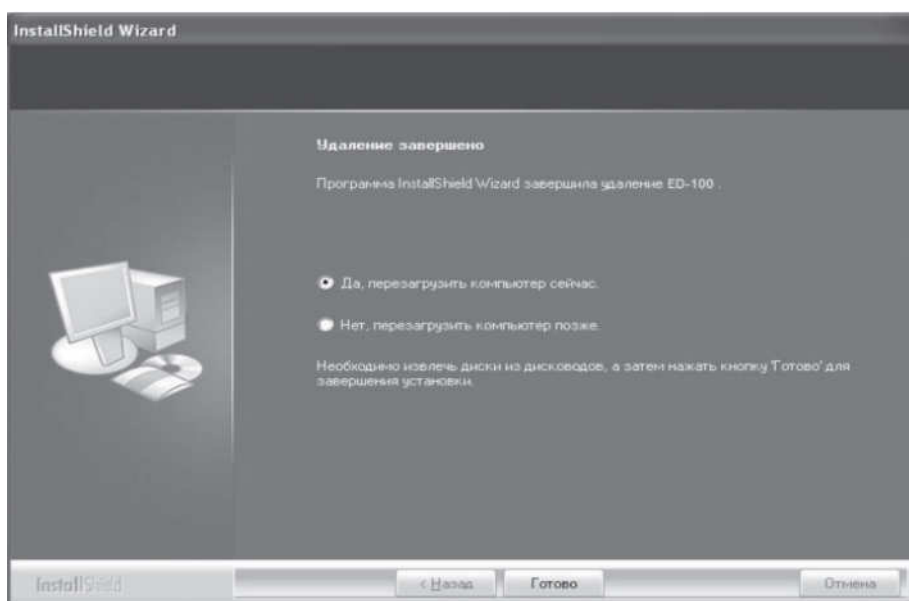 InstallShield Wizard
Удаление завершено
Программа InstallShield Wizard завершила удаление ED-100 .
Да, перезагрузить компьютер сейчас.
Нет, перезагрузить компьютер позже.
Необходимо извлечь диски из дисководов, а затем нажать кнопку 'Готово' для
завершения установки.
InstallShield
< Назад
Готово
Отмена